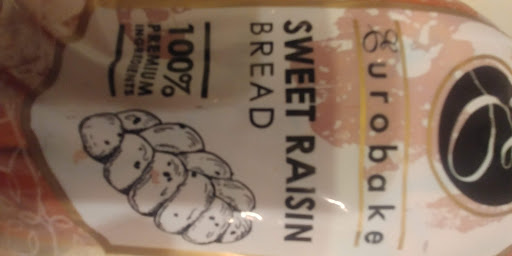 Eurobake
SWEET RAISIN
BREAD
100%
PREMIUM
INGREDIENTS